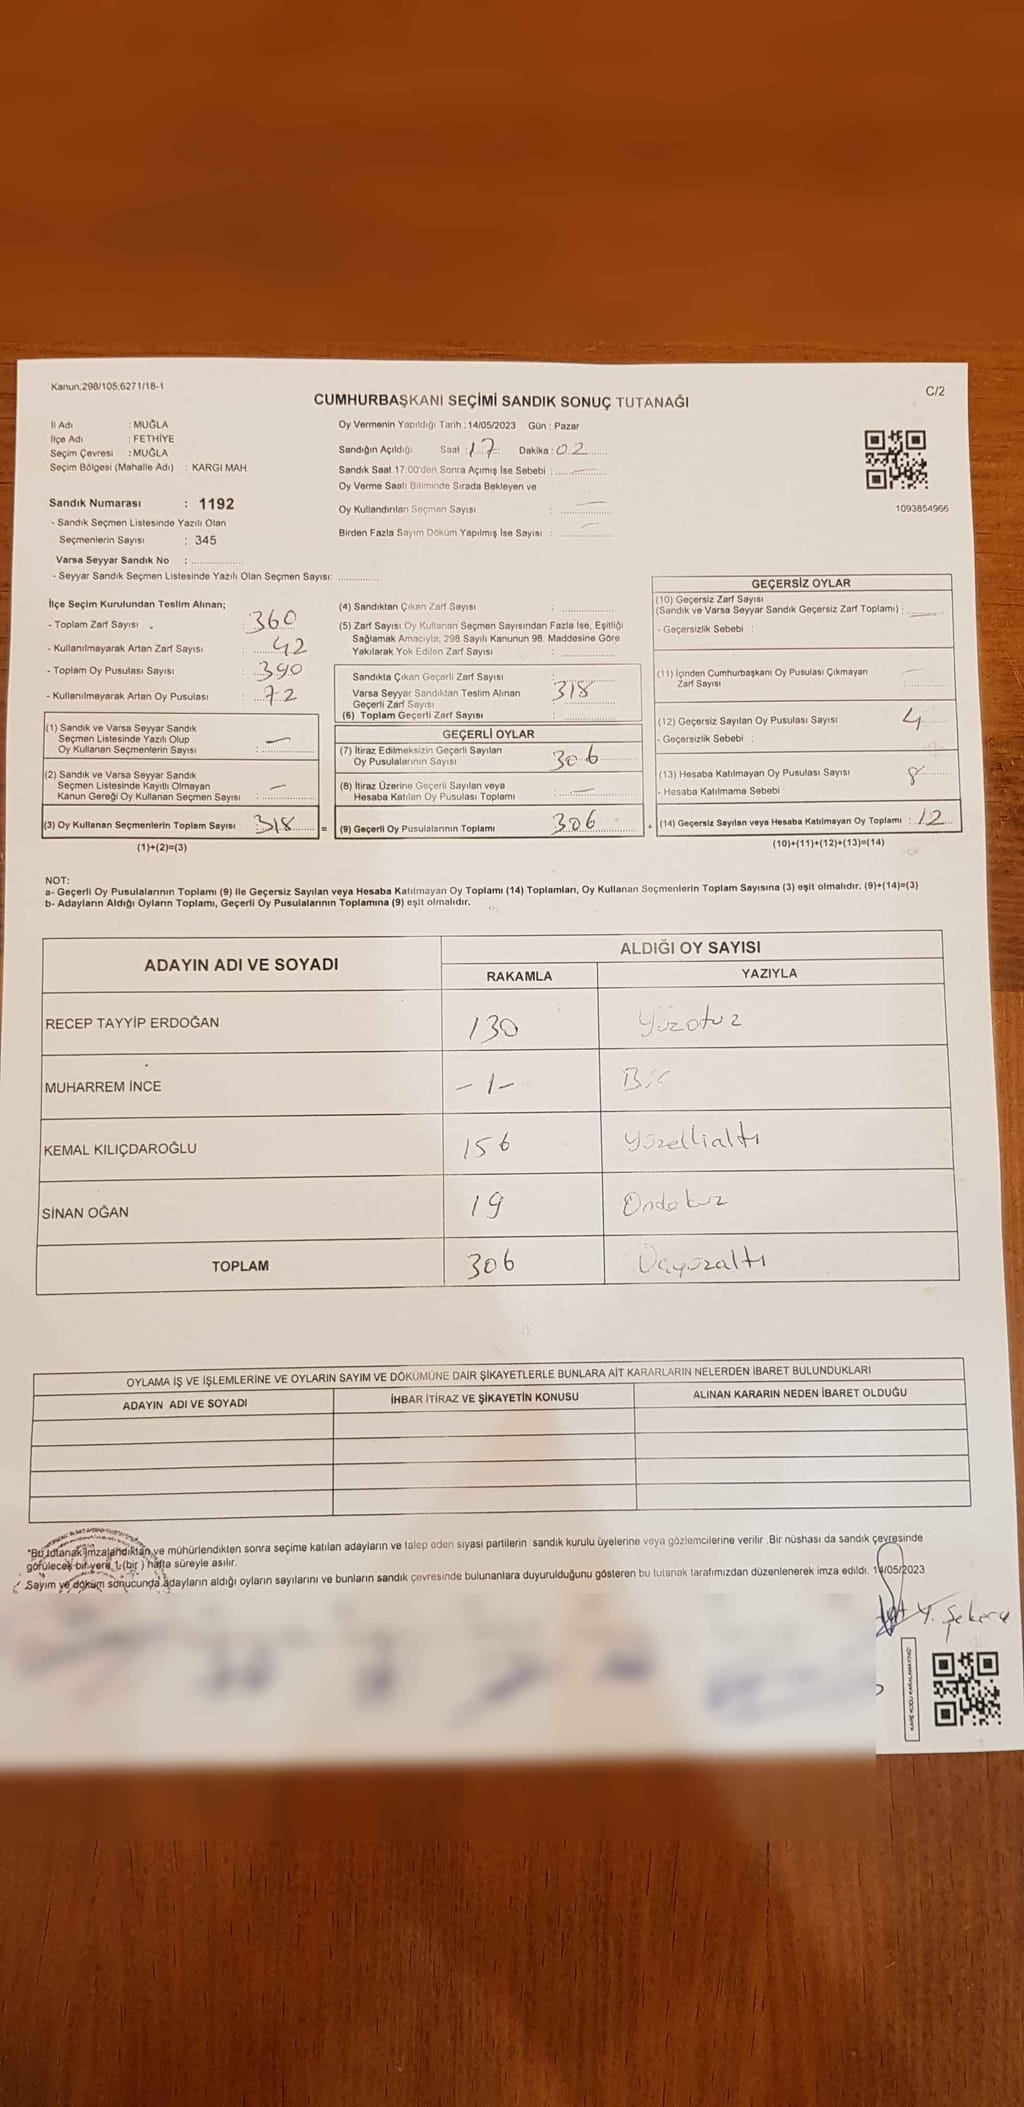 Kanun;298/105;6271/18-1
C/2
CUMHURBAŞKANI SEÇİMİ SANDIK SONUÇ TUTANAĞI
İl Adı : MUĞLA
İlçe Adı : FETHİYE
Seçim Çevresi : MUĞLA
Seçim Bölgesi (Mahalle Adı) : KARGI MAH.
Oy Vermenin Yapıldığı Tarih : 14/05/2023 Gün : Pazar
Sandığın Açıldığı Saat : 17 Dakika : 02
Sandık Saat 17:00'den Sonra Açımış İse Sebebi : —
Oy Verme Saati Bitiminde Sırada Bekleyen ve
Oy Kullandırılan Seçmen Sayısı : —
Birden Fazla Sayım Döküm Yapılmış İse Sayısı : —
1093854966
Sandık Numarası : 1192
- Sandık Seçmen Listesinde Yazılı Olan
Seçmenlerin Sayısı : 345
Varsa Seyyar Sandık No :
- Seyyar Sandık Seçmen Listesinde Yazılı Olan Seçmen Sayısı:
İlçe Seçim Kurulundan Teslim Alınan;
- Toplam Zarf Sayısı : 360
- Kullanılmayarak Artan Zarf Sayısı : 42
- Toplam Oy Pusulası Sayısı : 390
- Kullanılmayarak Artan Oy Pusulası : 72
(1) Sandık ve Varsa Seyyar Sandık
Seçmen Listesinde Yazılı Olup
Oy Kullanan Seçmenlerin Sayısı : —
(2) Sandık ve Varsa Seyyar Sandık
Seçmen Listesinde Kayıtlı Olmayan
Kanun Gereği Oy Kullanan Seçmen Sayısı : —
(3) Oy Kullanan Seçmenlerin Toplam Sayısı 318 =
(1)+(2)=(3)
(4) Sandıktan Çıkan Zarf Sayısı :
(5) Zarf Sayısı Oy Kullanan Seçmen Sayısından Fazla İse, Eşitliği
Sağlamak Amacıyla; 298 Sayılı Kanunun 98. Maddesine Göre
Yakılarak Yok Edilen Zarf Sayısı :
Sandıkta Çıkan Geçerli Zarf Sayısı :
Varsa Seyyar Sandıktan Teslim Alınan 318
Geçerli Zarf Sayısı
(6) Toplam Geçerli Zarf Sayısı :
GEÇERLİ OYLAR
(7) İtiraz Edilmeksizin Geçerli Sayılan
Oy Pusulalarının Sayısı 306
(8) İtiraz Üzerine Geçerli Sayılan veya
Hesaba Katılan Oy Pusulası Toplamı : —
(9) Geçerli Oy Pusulalarının Toplamı 306 +
GEÇERSİZ OYLAR
(10) Geçersiz Zarf Sayısı
(Sandık ve Varsa Seyyar Sandık Geçersiz Zarf Toplamı) :
- Geçersizlik Sebebi :
(11) İçinden Cumhurbaşkanı Oy Pusulası Çıkmayan
Zarf Sayısı :
(12) Geçersiz Sayılan Oy Pusulası Sayısı 4
- Geçersizlik Sebebi :
(13) Hesaba Katılmayan Oy Pusulası Sayısı 8
- Hesaba Katılmama Sebebi :
(14) Geçersiz Sayılan veya Hesaba Katılmayan Oy Toplamı : 12
(10)+(11)+(12)+(13)=(14)
NOT:
a- Geçerli Oy Pusulalarının Toplamı (9) ile Geçersiz Sayılan veya Hesaba Katılmayan Oy Toplamı (14) Toplamları, Oy Kullanan Seçmenlerin Toplam Sayısına (3) eşit olmalıdır. (9)+(14)=(3)
b- Adayların Aldığı Oyların Toplamı, Geçerli Oy Pusulalarının Toplamına (9) eşit olmalıdır.
ADAYIN ADI VE SOYADI
ALDIĞI OY SAYISI
RAKAMLA YAZIYLA
RECEP TAYYİP ERDOĞAN 130 Yüzotuz
MUHARREM İNCE -1- Bir
KEMAL KILIÇDAROĞLU 156 Yüzellialtı
SİNAN OĞAN 19 Ondokuz
TOPLAM 306 Üçyüzaltı
OYLAMA İŞ VE İŞLEMLERİNE VE OYLARIN SAYIM VE DÖKÜMÜNE DAİR ŞİKAYETLERLE BUNLARA AİT KARARLARIN NELERDEN İBARET BULUNDUKLARI
ADAYIN ADI VE SOYADI İHBAR İTİRAZ VE ŞİKAYETİN KONUSU ALINAN KARARIN NEDEN İBARET OLDUĞU
*Bu tutanak imzalandıktan ve mühürlendikten sonra seçime katılan adayların ve talep eden siyasi partilerin sandık kurulu üyelerine veya gözlemcilerine verilir. Bir nüshası da sandık çevresinde
görülecek bir yere 1 (bir ) hafta süreyle asılır.
Sayım ve döküm sonucunda adayların aldığı oyların sayılarını ve bunların sandık çevresinde bulunanlara duyurulduğunu gösteren bu tutanak tarafımızdan düzenlenerek imza edildi. 14/05/2023
Y. Şekerc